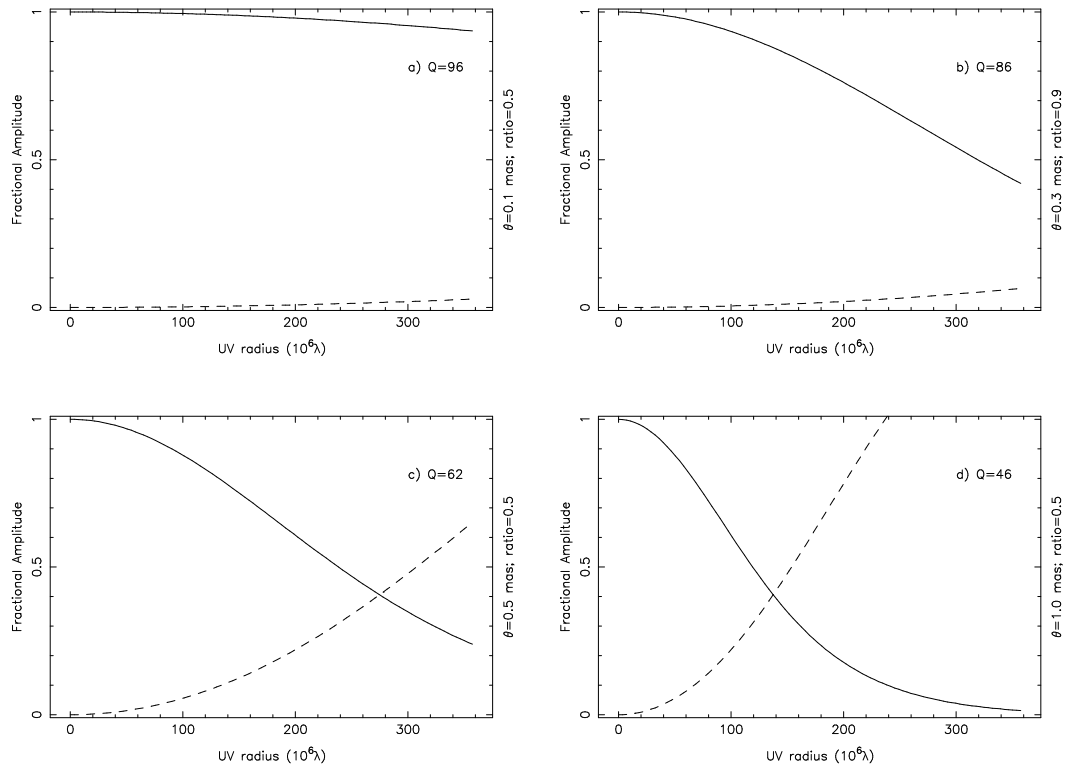 1
0.5
0
Fractional Amplitude
a) Q=96
θ=0.1 mas; ratio=0.5
0 100 200 300
UV radius (10⁶λ)
1
0.5
0
Fractional Amplitude
b) Q=86
θ=0.3 mas; ratio=0.9
0 100 200 300
UV radius (10⁶λ)
1
0.5
0
Fractional Amplitude
c) Q=62
θ=0.5 mas; ratio=0.5
0 100 200 300
UV radius (10⁶λ)
1
0.5
0
Fractional Amplitude
d) Q=46
θ=1.0 mas; ratio=0.5
0 100 200 300
UV radius (10⁶λ)